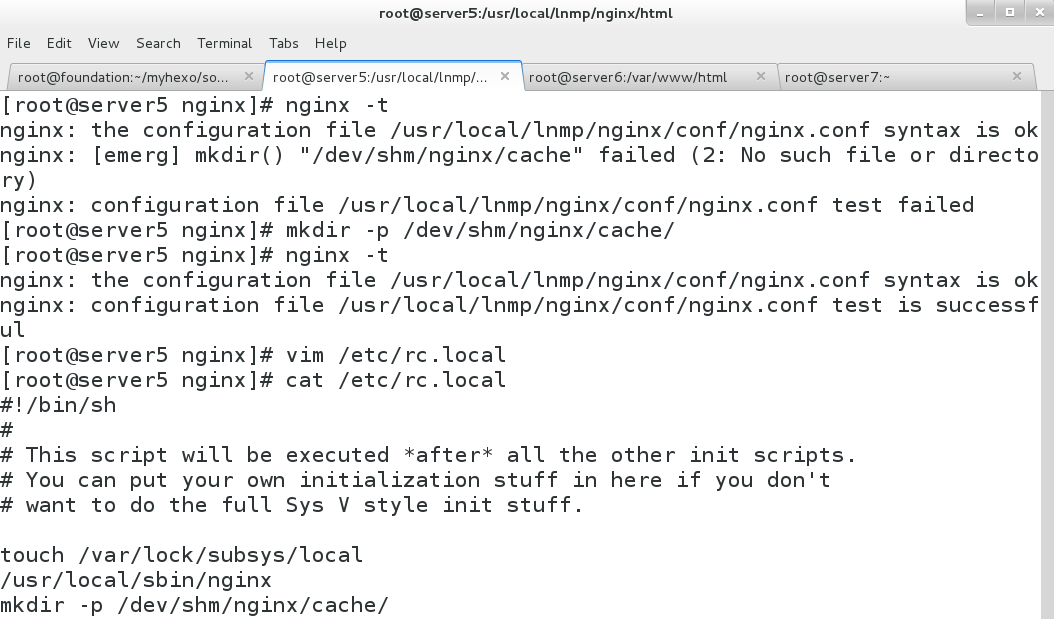 root@server5:/usr/local/lnmp/nginx/html
File Edit View Search Terminal Tabs Help
root@foundation:~/myhexo/so... root@server5:/usr/local/lnmp/... root@server6:/var/www/html root@server7:~
[root@server5 nginx]# nginx -t
nginx: the configuration file /usr/local/lnmp/nginx/conf/nginx.conf syntax is ok
nginx: [emerg] mkdir() "/dev/shm/nginx/cache" failed (2: No such file or directo
ry)
nginx: configuration file /usr/local/lnmp/nginx/conf/nginx.conf test failed
[root@server5 nginx]# mkdir -p /dev/shm/nginx/cache/
[root@server5 nginx]# nginx -t
nginx: the configuration file /usr/local/lnmp/nginx/conf/nginx.conf syntax is ok
nginx: configuration file /usr/local/lnmp/nginx/conf/nginx.conf test is successf
ul
[root@server5 nginx]# vim /etc/rc.local
[root@server5 nginx]# cat /etc/rc.local
#!/bin/sh
#
# This script will be executed *after* all the other init scripts.
# You can put your own initialization stuff in here if you don't
# want to do the full Sys V style init stuff.
touch /var/lock/subsys/local
/usr/local/sbin/nginx
mkdir -p /dev/shm/nginx/cache/